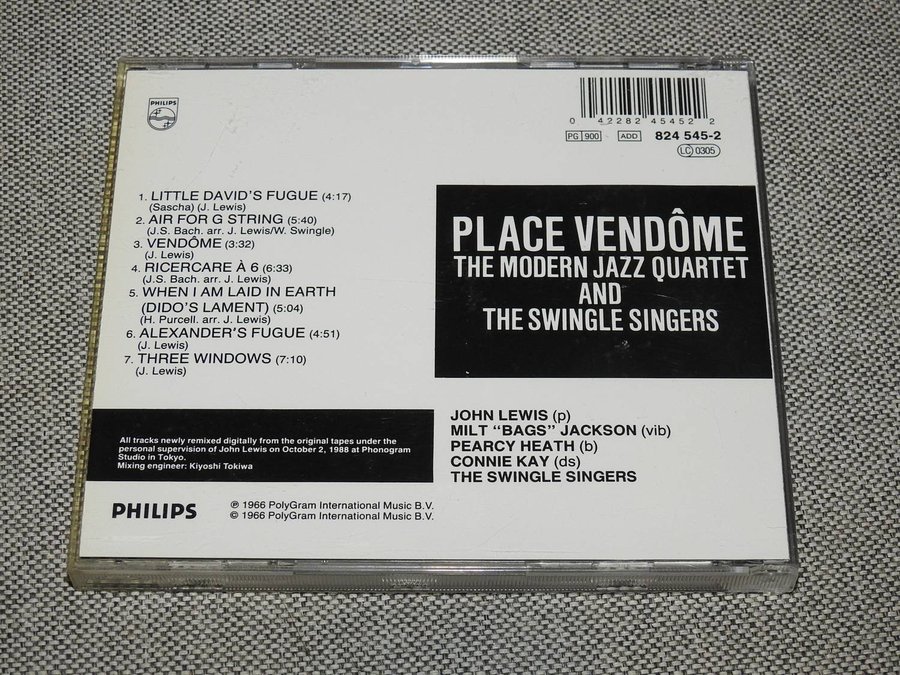 PHILIPS
0 42282 45452 2
PG 900 ADD 824 545-2
LC 0305
1. LITTLE DAVID'S FUGUE (4:17)
(Sascha) (J. Lewis)
2. AIR FOR G STRING (5:40)
(J.S. Bach. arr. J. Lewis/W. Swingle)
3. VENDÔME (3:32)
(J. Lewis)
4. RICERCARE À 6 (6:33)
(J.S. Bach. arr. J. Lewis)
5. WHEN I AM LAID IN EARTH
(DIDO'S LAMENT) (5:04)
(H. Purcell. arr J. Lewis)
6. ALEXANDER'S FUGUE (4:51)
(J. Lewis)
7. THREE WINDOWS (7:10)
(J. Lewis)
PLACE VENDÔME
THE MODERN JAZZ QUARTET
AND
THE SWINGLE SINGERS
JOHN LEWIS (p)
MILT "BAGS" JACKSON (vib)
PEARCY HEATH (b)
CONNIE KAY (ds)
THE SWINGLE SINGERS
All tracks newly remixed digitally from the original tapes under the
personal supervision of John Lewis on October 2, 1988 at Phonogram
Studio in Tokyo.
Mixing engineer: Kiyoshi Tokiwa
PHILIPS
℗ 1966 PolyGram International Music B.V.
© 1966 PolyGram International Music B.V.